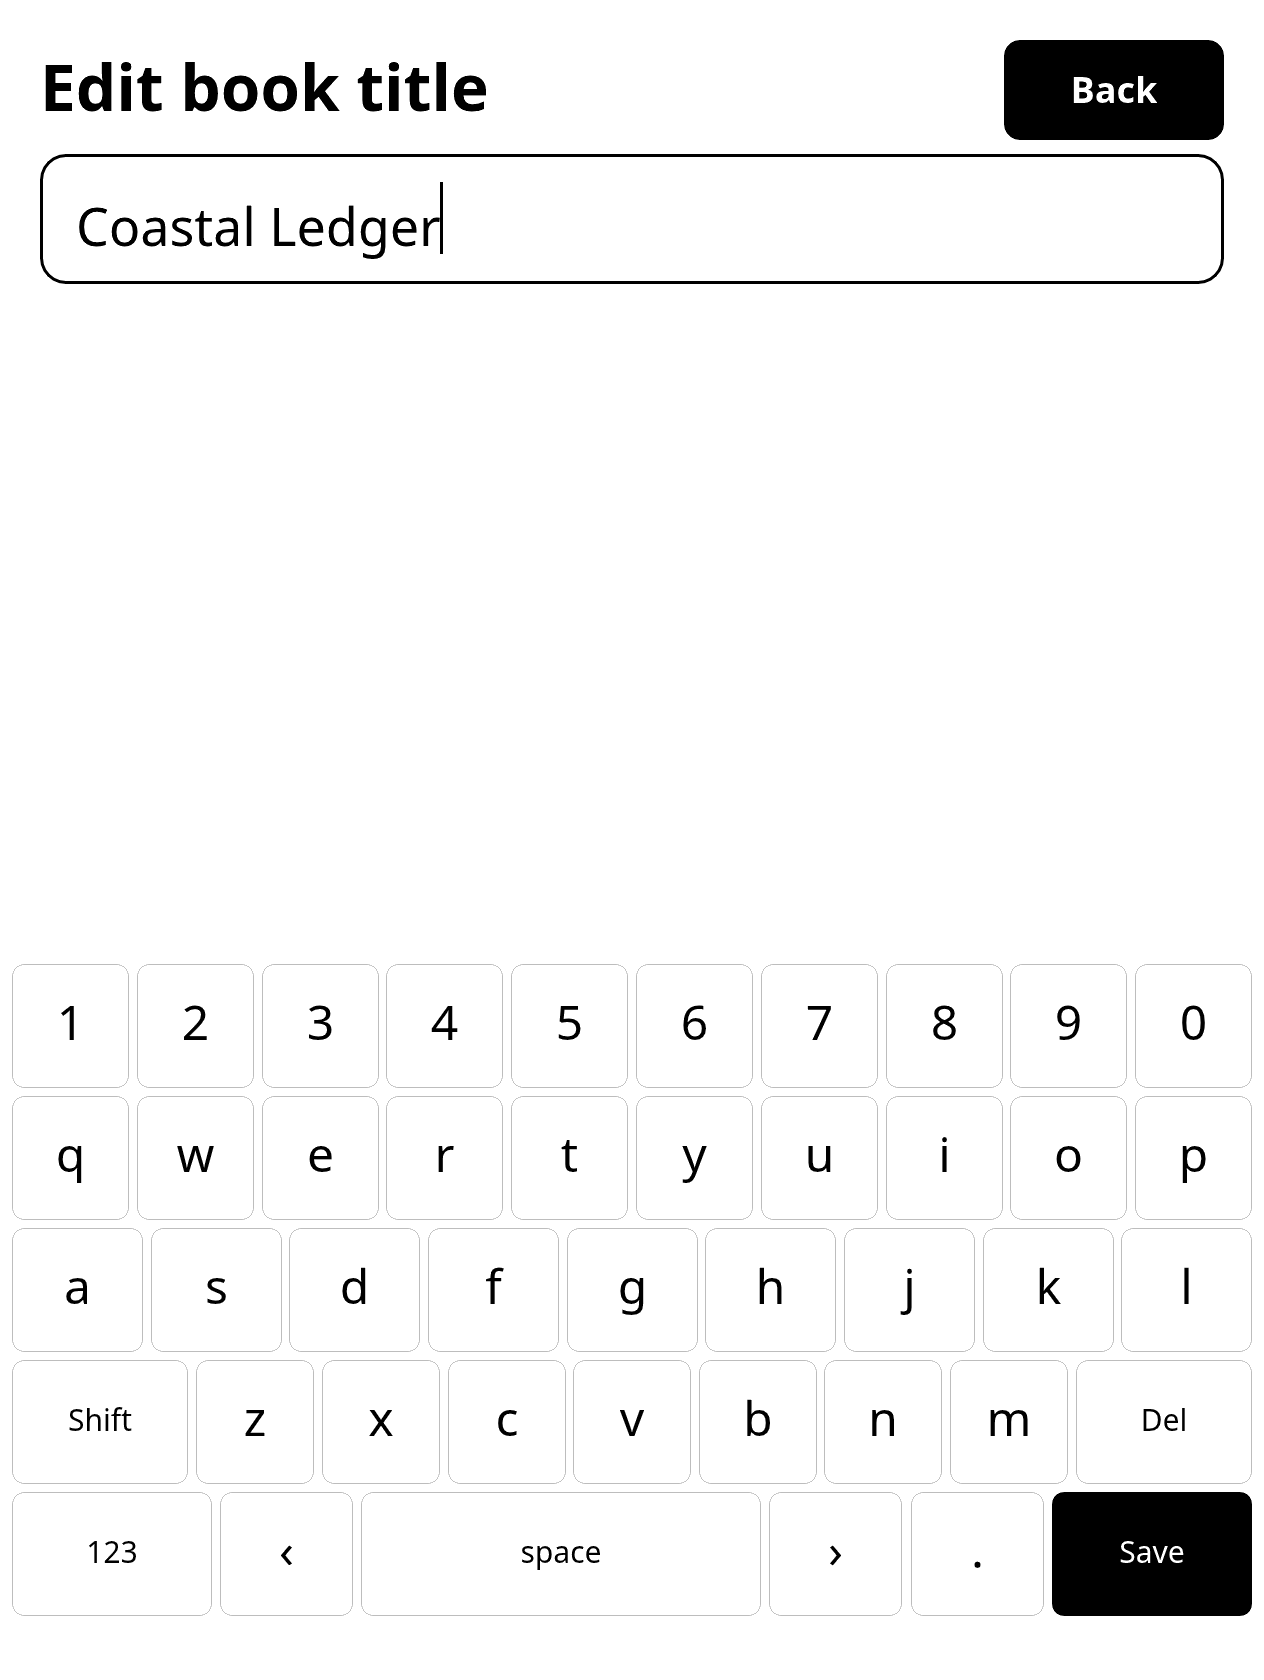 Edit book title
Back
Coastal Ledger
1 2 3 4 5 6 7 8 9 0
q w e r t y u i o p
a s d f g h j k l
Shift z x c v b n m Del
123 ‹ space › . Save